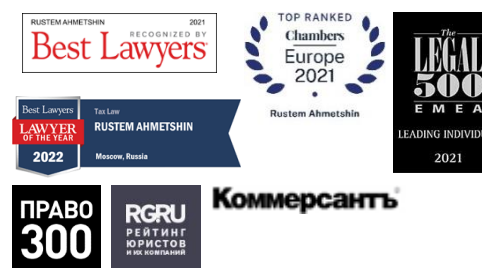 RUSTEM AHMETSHIN 2021
RECOGNIZED BY
Best Lawyers
TOP RANKED
Chambers
Europe
2021
Rustem Ahmetshin
The
LEGAL
500
EMEA
LEADING INDIVIDU
2021
Best Lawyers
LAWYER
OF THE YEAR
2022
Tax Law
RUSTEM AHMETSHIN
Moscow, Russia
ПРАВО
300
RGRU
РЕЙТИНГ
ЮРИСТОВ
И ИХ КОМПАНИЙ
Коммерсантъ